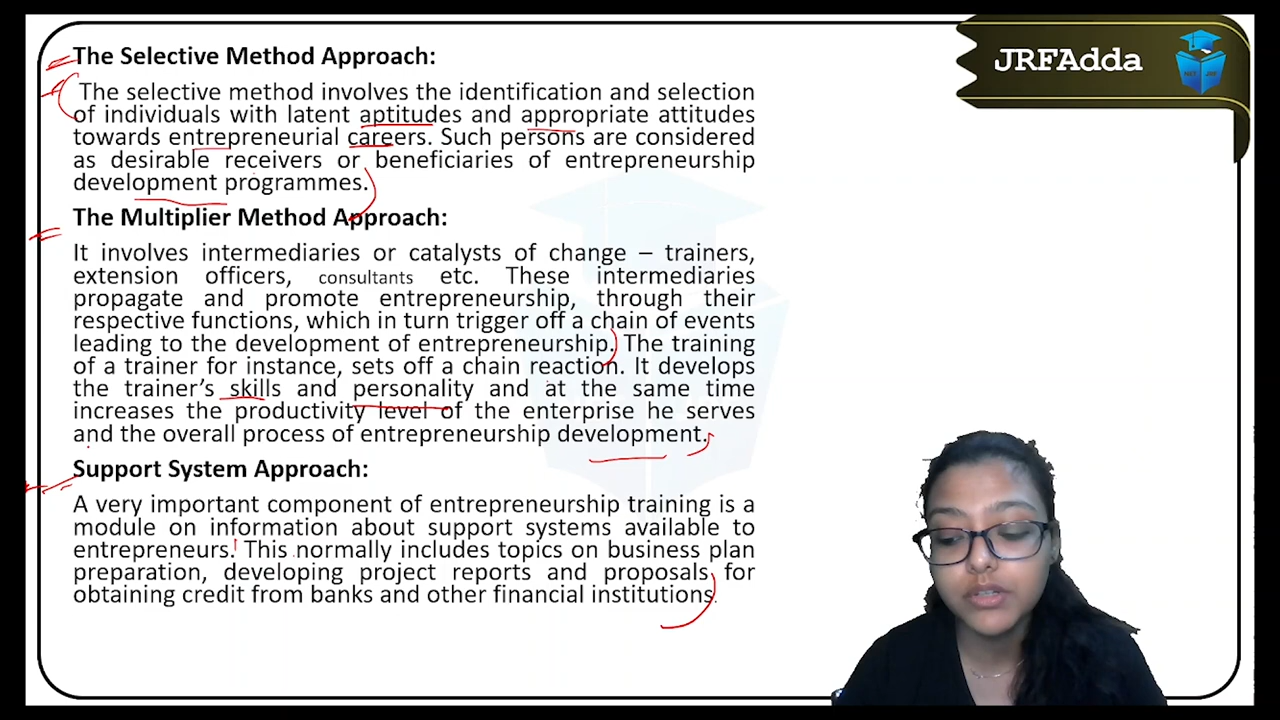 The Selective Method Approach:
The selective method involves the identification and selection
of individuals with latent aptitudes and appropriate attitudes
towards entrepreneurial careers. Such persons are considered
as desirable receivers or beneficiaries of entrepreneurship
development programmes.
The Multiplier Method Approach:
It involves intermediaries or catalysts of change – trainers,
extension officers, consultants etc. These intermediaries
propagate and promote entrepreneurship, through their
respective functions, which in turn trigger off a chain of events
leading to the development of entrepreneurship. The training
of a trainer for instance, sets off a chain reaction. It develops
the trainer's skills and personality and at the same time
increases the productivity level of the enterprise he serves
and the overall process of entrepreneurship development.
Support System Approach:
A very important component of entrepreneurship training is a
module on information about support systems available to
entrepreneurs. This normally includes topics on business plan
preparation, developing project reports and proposals for
obtaining credit from banks and other financial institutions.
JRFAdda
NET JRF